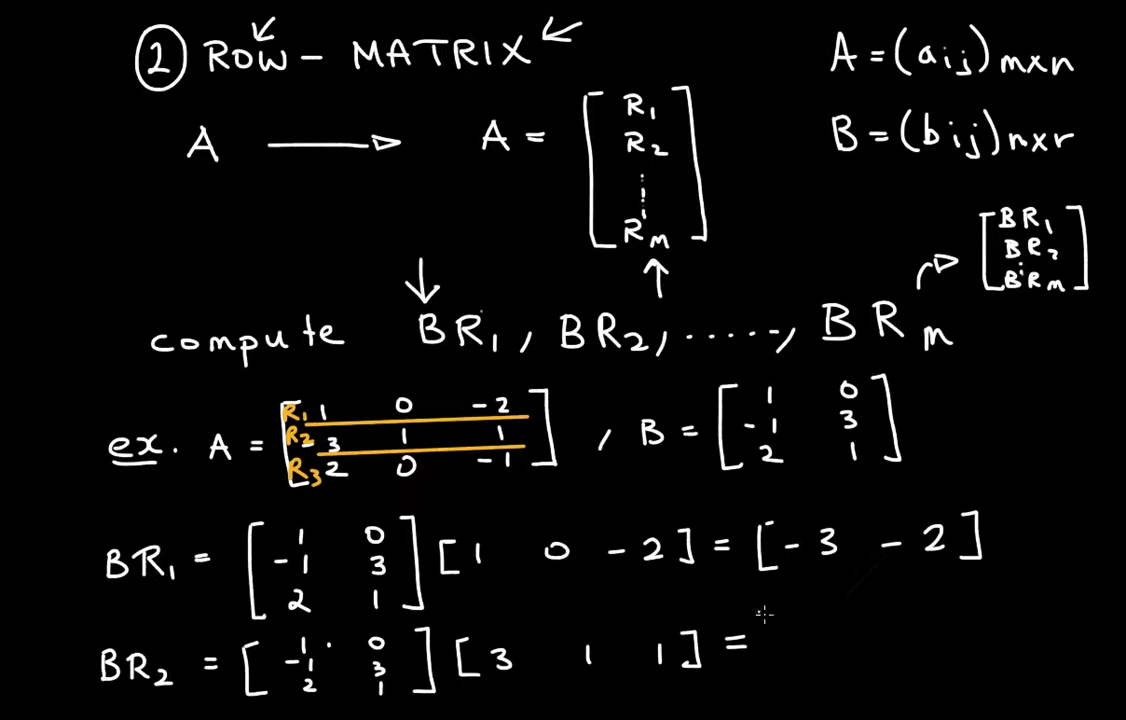 ② ROW - MATRIX
A = (aij)m×n
A → A = [ R1
R2
⋮
Rm ]
B = (bij)n×r
[ BR1
BR2
⋮
BRm ]
compute BR1, BR2, ....., BRm
ex. A = [ R1 1 0 -2
R2 3 1 1
R3 2 0 -1 ] , B = [ 1 0
-1 3
2 1 ]
BR1 = [ 1 0
-1 3
2 1 ] [ 1 0 -2 ] = [ -3 -2 ]
BR2 = [ 1 0
-1 3
2 1 ] [ 3 1 1 ] =